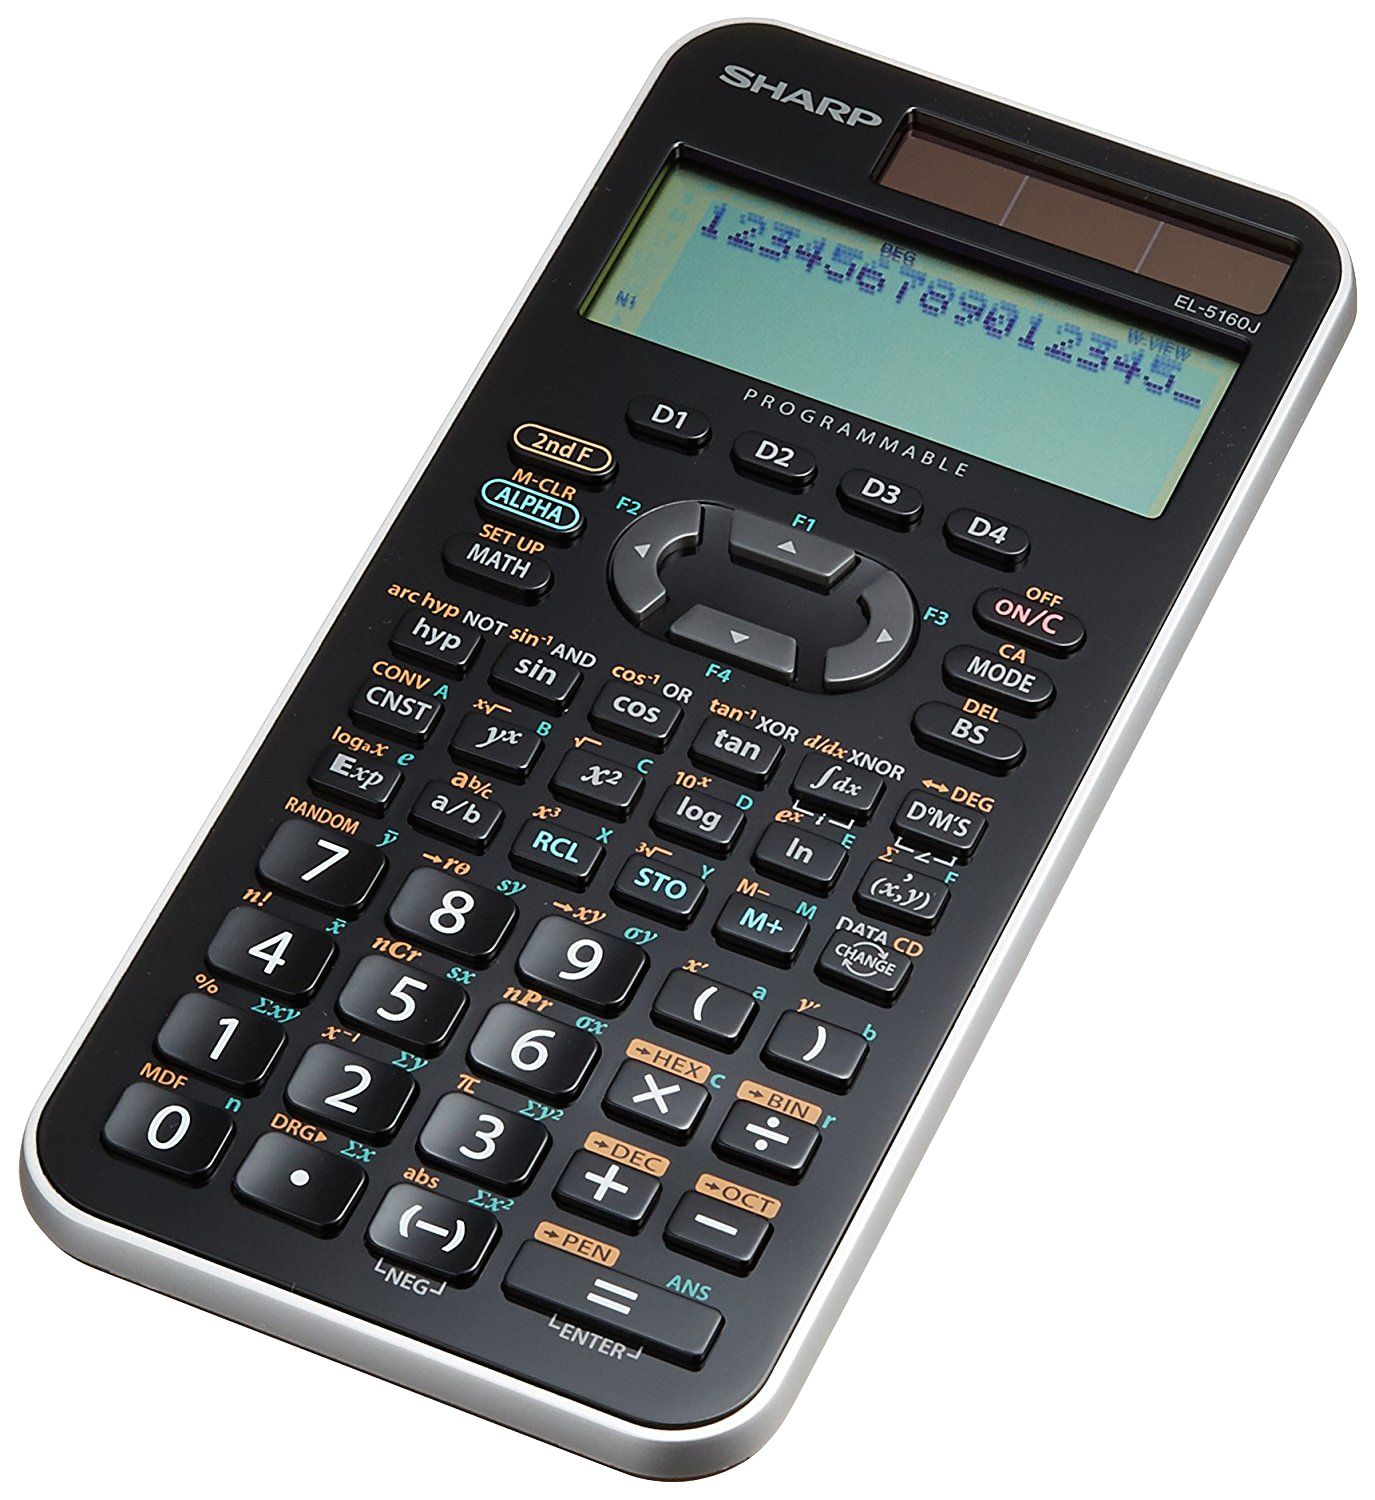 SHARP
EL-5160J
DEG
W-VIEW
123456789012345_
N1
PROGRAMMABLE
D1 D2 D3 D4
2nd F
M-CLR
ALPHA
SET UP
MATH
F2 F1 F3 F4
OFF
ON/C
CA
MODE
DEL
BS
arc hyp NOT sin⁻¹ AND cos⁻¹ OR tan⁻¹ XOR d/dx XNOR ↔DEG
hyp sin cos tan ∫dx D°M'S
CONV A ˣ√ B √ C 10ˣ D eˣ E Σ F
CNST yˣ x² log ln (x,y)
logₐx e ab/c x³ X ³√ Y M− M DATA CD
Exp a/b RCL STO M+ CHANGE
RANDOM ȳ →rθ sy →xy σy x′ a y′ b
7 8 9 ( )
n! x̄ nCr sx nPr σx →HEX c →BIN r
4 5 6 × ÷
% Σxy x⁻¹ Σy π Σy² →DEC →OCT
1 2 3 + −
MDF n DRG▸ Σx abs Σx² →PEN ANS
0 • (−) =
NEG ENTER